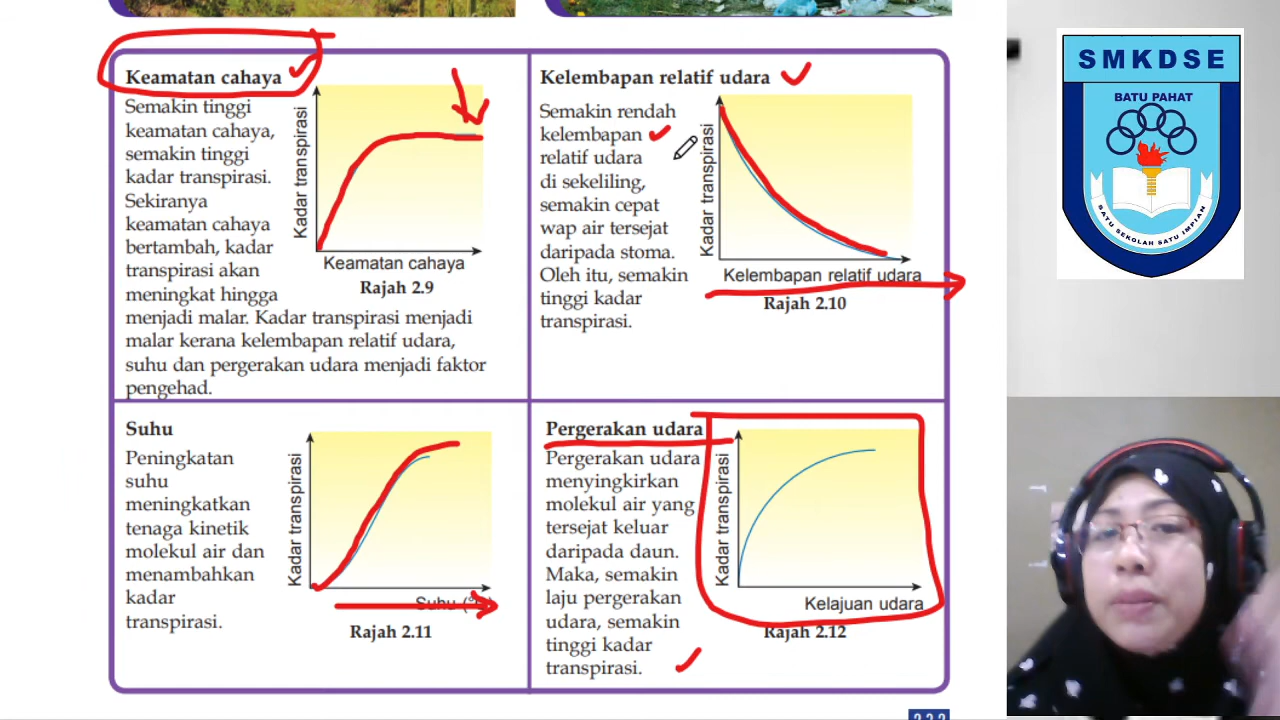 Keamatan cahaya
Semakin tinggi
keamatan cahaya,
semakin tinggi
kadar transpirasi.
Sekiranya
keamatan cahaya
bertambah, kadar
transpirasi akan
meningkat hingga
menjadi malar. Kadar transpirasi menjadi
malar kerana kelembapan relatif udara,
suhu dan pergerakan udara menjadi faktor
pengehad.
Kadar transpirasi
Keamatan cahaya
Rajah 2.9
Kelembapan relatif udara
Semakin rendah
kelembapan
relatif udara
di sekeliling,
semakin cepat
wap air tersejat
daripada stoma.
Oleh itu, semakin
tinggi kadar
transpirasi.
Kadar transpirasi
Kelembapan relatif udara
Rajah 2.10
Suhu
Peningkatan
suhu
meningkatkan
tenaga kinetik
molekul air dan
menambahkan
kadar
transpirasi.
Kadar transpirasi
Suhu
Rajah 2.11
Pergerakan udara
Pergerakan udara
menyingkirkan
molekul air yang
tersejat keluar
daripada daun.
Maka, semakin
laju pergerakan
udara, semakin
tinggi kadar
transpirasi.
Kadar transpirasi
Kelajuan udara
Rajah 2.12
SMKDSE
BATU PAHAT
SATU SEKOLAH SATU IMPIAN